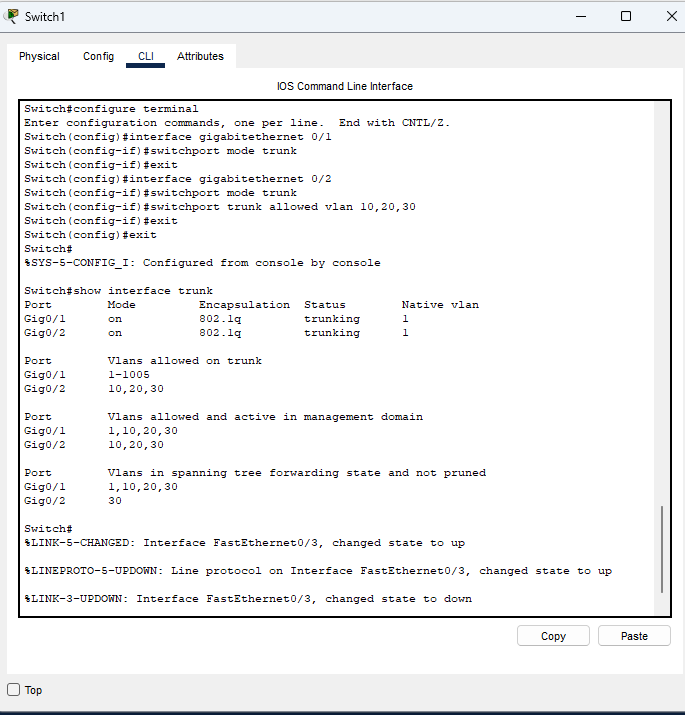 Switch1
Physical Config CLI Attributes
IOS Command Line Interface
Switch#configure terminal
Enter configuration commands, one per line.  End with CNTL/Z.
Switch(config)#interface gigabitethernet 0/1
Switch(config-if)#switchport mode trunk
Switch(config-if)#exit
Switch(config)#interface gigabitethernet 0/2
Switch(config-if)#switchport mode trunk
Switch(config-if)#switchport trunk allowed vlan 10,20,30
Switch(config-if)#exit
Switch(config)#exit
Switch#
%SYS-5-CONFIG_I: Configured from console by console
Switch#show interface trunk
Port        Mode         Encapsulation  Status        Native vlan
Gig0/1      on           802.1q         trunking      1
Gig0/2      on           802.1q         trunking      1
Port        Vlans allowed on trunk
Gig0/1      1-1005
Gig0/2      10,20,30
Port        Vlans allowed and active in management domain
Gig0/1      1,10,20,30
Gig0/2      10,20,30
Port        Vlans in spanning tree forwarding state and not pruned
Gig0/1      1,10,20,30
Gig0/2      30
Switch#
%LINK-5-CHANGED: Interface FastEthernet0/3, changed state to up
%LINEPROTO-5-UPDOWN: Line protocol on Interface FastEthernet0/3, changed state to up
%LINK-3-UPDOWN: Interface FastEthernet0/3, changed state to down
Copy Paste
Top